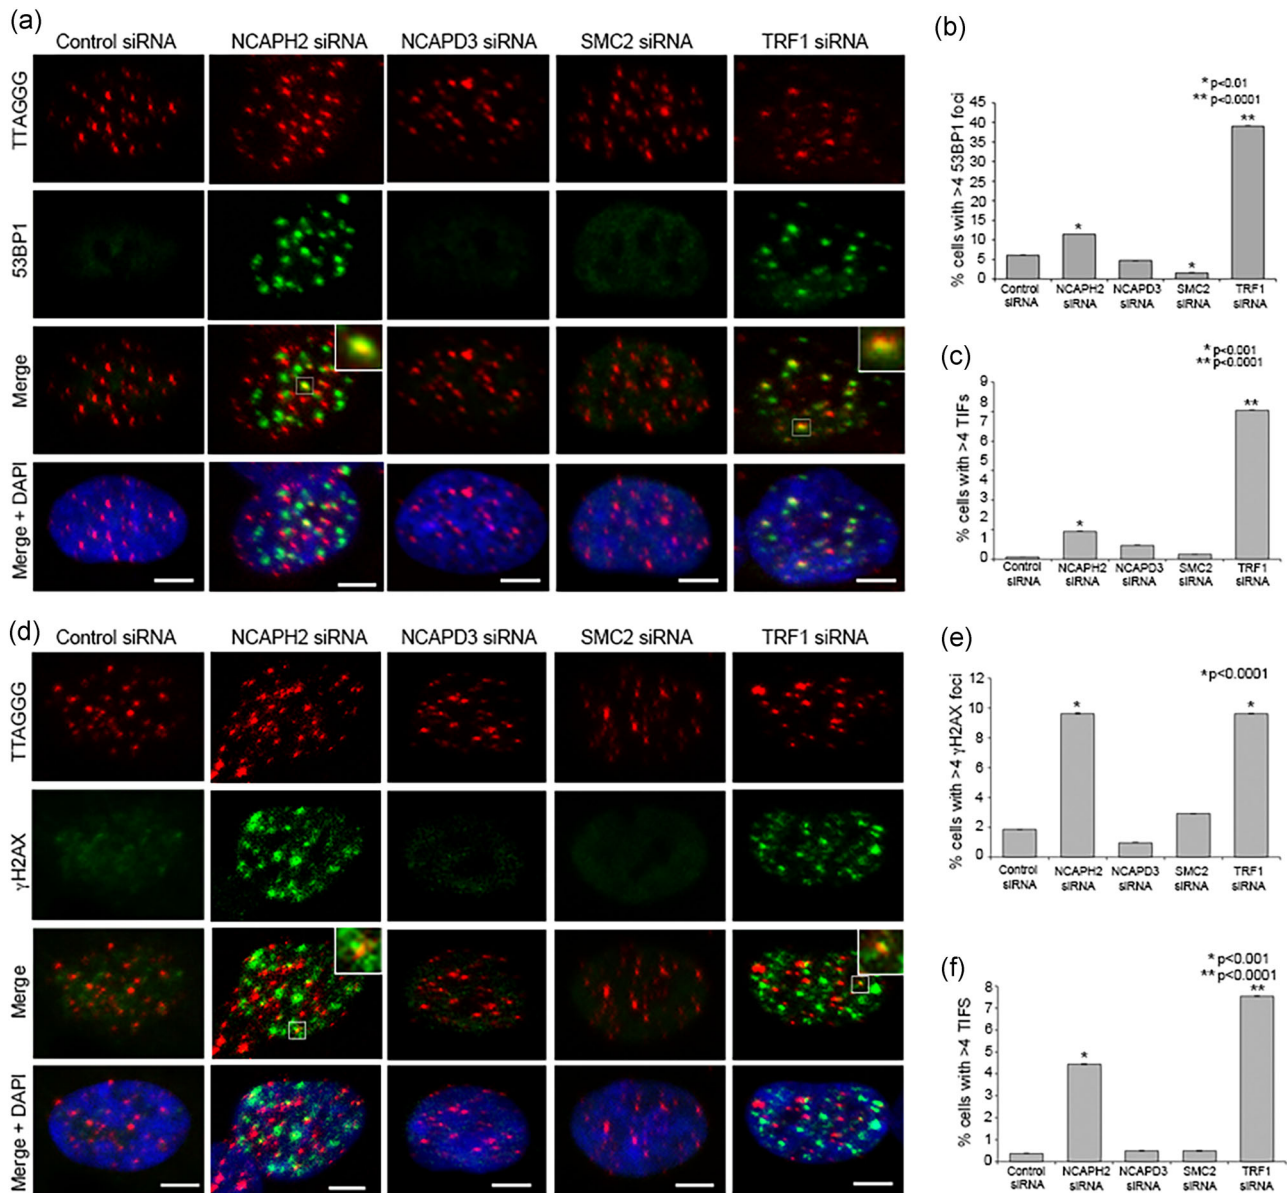 (a)
Control siRNA NCAPH2 siRNA NCAPD3 siRNA SMC2 siRNA TRF1 siRNA
TTAGGG
53BP1
Merge
Merge + DAPI
(b)
* p<0.01
** p<0.0001
% cells with >4 53BP1 foci
45
40
35
30
25
20
15
10
5
0
**
*
*
Control siRNA
NCAPH2 siRNA
NCAPD3 siRNA
SMC2 siRNA
TRF1 siRNA
(c)
* p<0.001
** p<0.0001
% cells with >4 TIFs
9
8
7
6
5
4
3
2
1
0
**
*
Control siRNA
NCAPH2 siRNA
NCAPD3 siRNA
SMC2 siRNA
TRF1 siRNA
(d)
Control siRNA NCAPH2 siRNA NCAPD3 siRNA SMC2 siRNA TRF1 siRNA
TTAGGG
γH2AX
Merge
Merge + DAPI
(e)
*p<0.0001
% cells with >4 γH2AX foci
12
10
8
6
4
2
0
*
*
Control siRNA
NCAPH2 siRNA
NCAPD3 siRNA
SMC2 siRNA
TRF1 siRNA
(f)
* p<0.001
** p<0.0001
% cells with >4 TIFS
8
7
6
5
4
3
2
1
0
**
*
Control siRNA
NCAPH2 siRNA
NCAPD3 siRNA
SMC2 siRNA
TRF1 siRNA